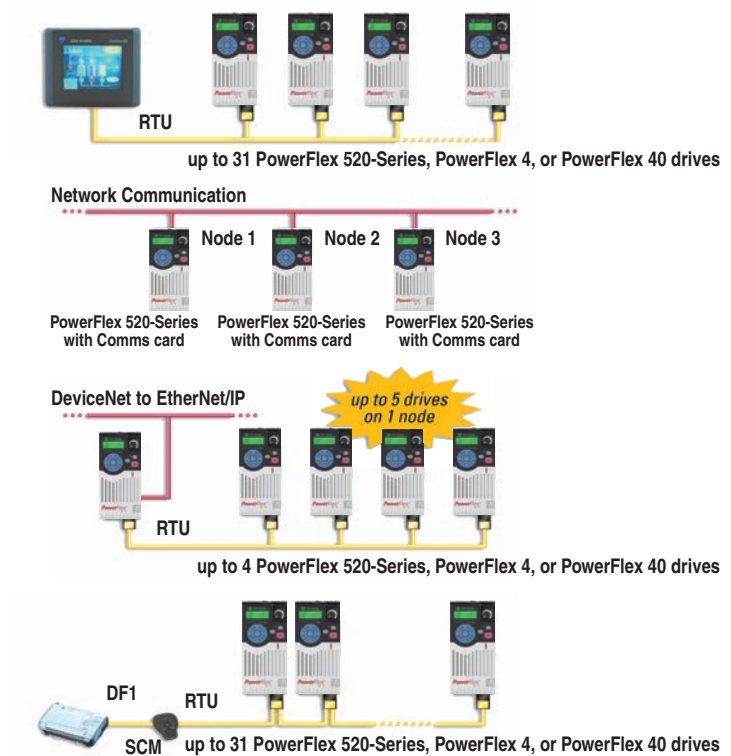 RTU
up to 31 PowerFlex 520-Series, PowerFlex 4, or PowerFlex 40 drives
Network Communication
Node 1
Node 2
Node 3
PowerFlex 520-Series
with Comms card
PowerFlex 520-Series
with Comms card
PowerFlex 520-Series
with Comms card
DeviceNet to EtherNet/IP
up to 5 drives
on 1 node
RTU
up to 4 PowerFlex 520-Series, PowerFlex 4, or PowerFlex 40 drives
DF1
RTU
SCM
up to 31 PowerFlex 520-Series, PowerFlex 4, or PowerFlex 40 drives